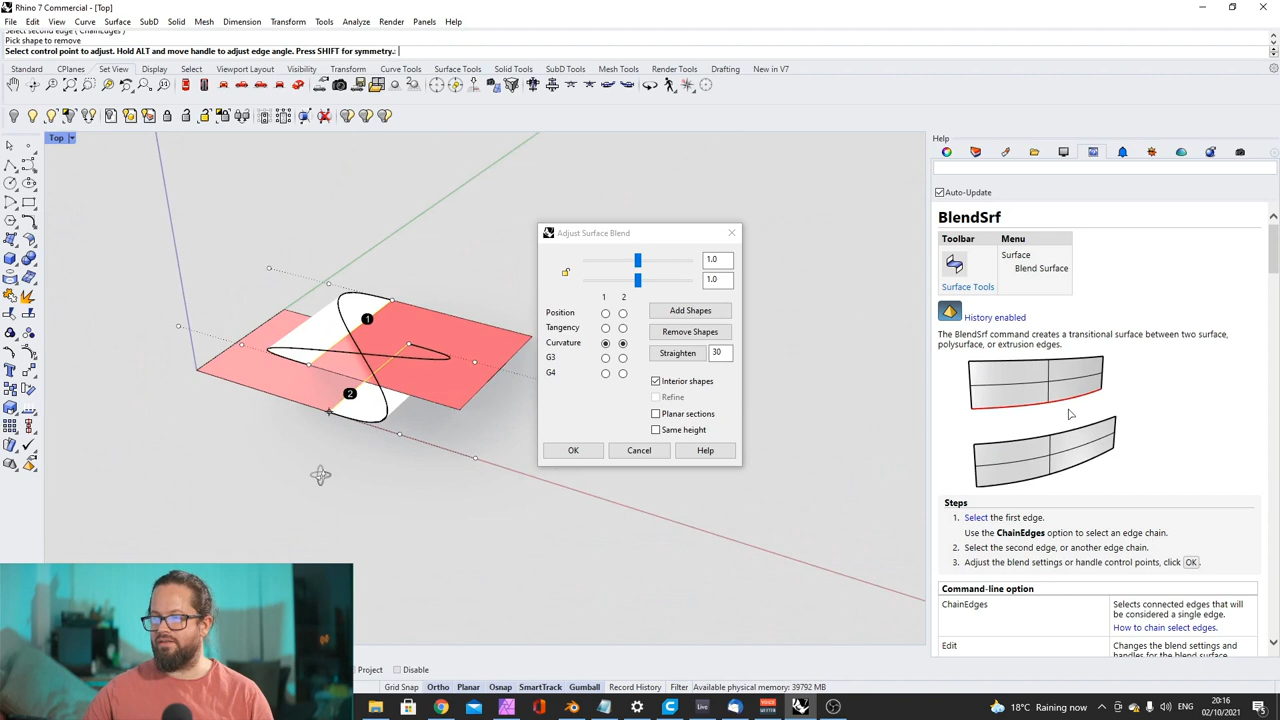 Rhino 7 Commercial - [Top]
File Edit View Curve Surface SubD Solid Mesh Dimension Transform Tools Analyze Render Panels Help
Select second edge ( ChainEdges )
Pick shape to remove
Select control point to adjust. Hold ALT and move handle to adjust edge angle. Press SHIFT for symmetry.:
Standard CPlanes Set View Display Select Viewport Layout Visibility Transform Curve Tools Surface Tools Solid Tools SubD Tools Mesh Tools Render Tools Drafting New in V7
Top
1
2
Adjust Surface Blend
1.0
1.0
1 2
Position
Tangency
Curvature
G3
G4
Add Shapes
Remove Shapes
Straighten 30
Interior shapes
Refine
Planar sections
Same height
OK Cancel Help
Help
Auto-Update
BlendSrf
Toolbar Menu
Surface
Blend Surface
Surface Tools
History enabled
The BlendSrf command creates a transitional surface between two surface,
polysurface, or extrusion edges.
Steps
1. Select the first edge.
Use the ChainEdges option to select an edge chain.
2. Select the second edge, or another edge chain.
3. Adjust the blend settings or handle control points, click OK.
Command-line option
ChainEdges Selects connected edges that will
be considered a single edge.
How to chain select edges.
Edit Changes the blend settings and
handles for the blend surface.
Project Disable
Grid Snap Ortho Planar Osnap SmartTrack Gumball Record History Filter Available physical memory: 39792 MB
18°C Raining now ENG 20:16
02/10/2021